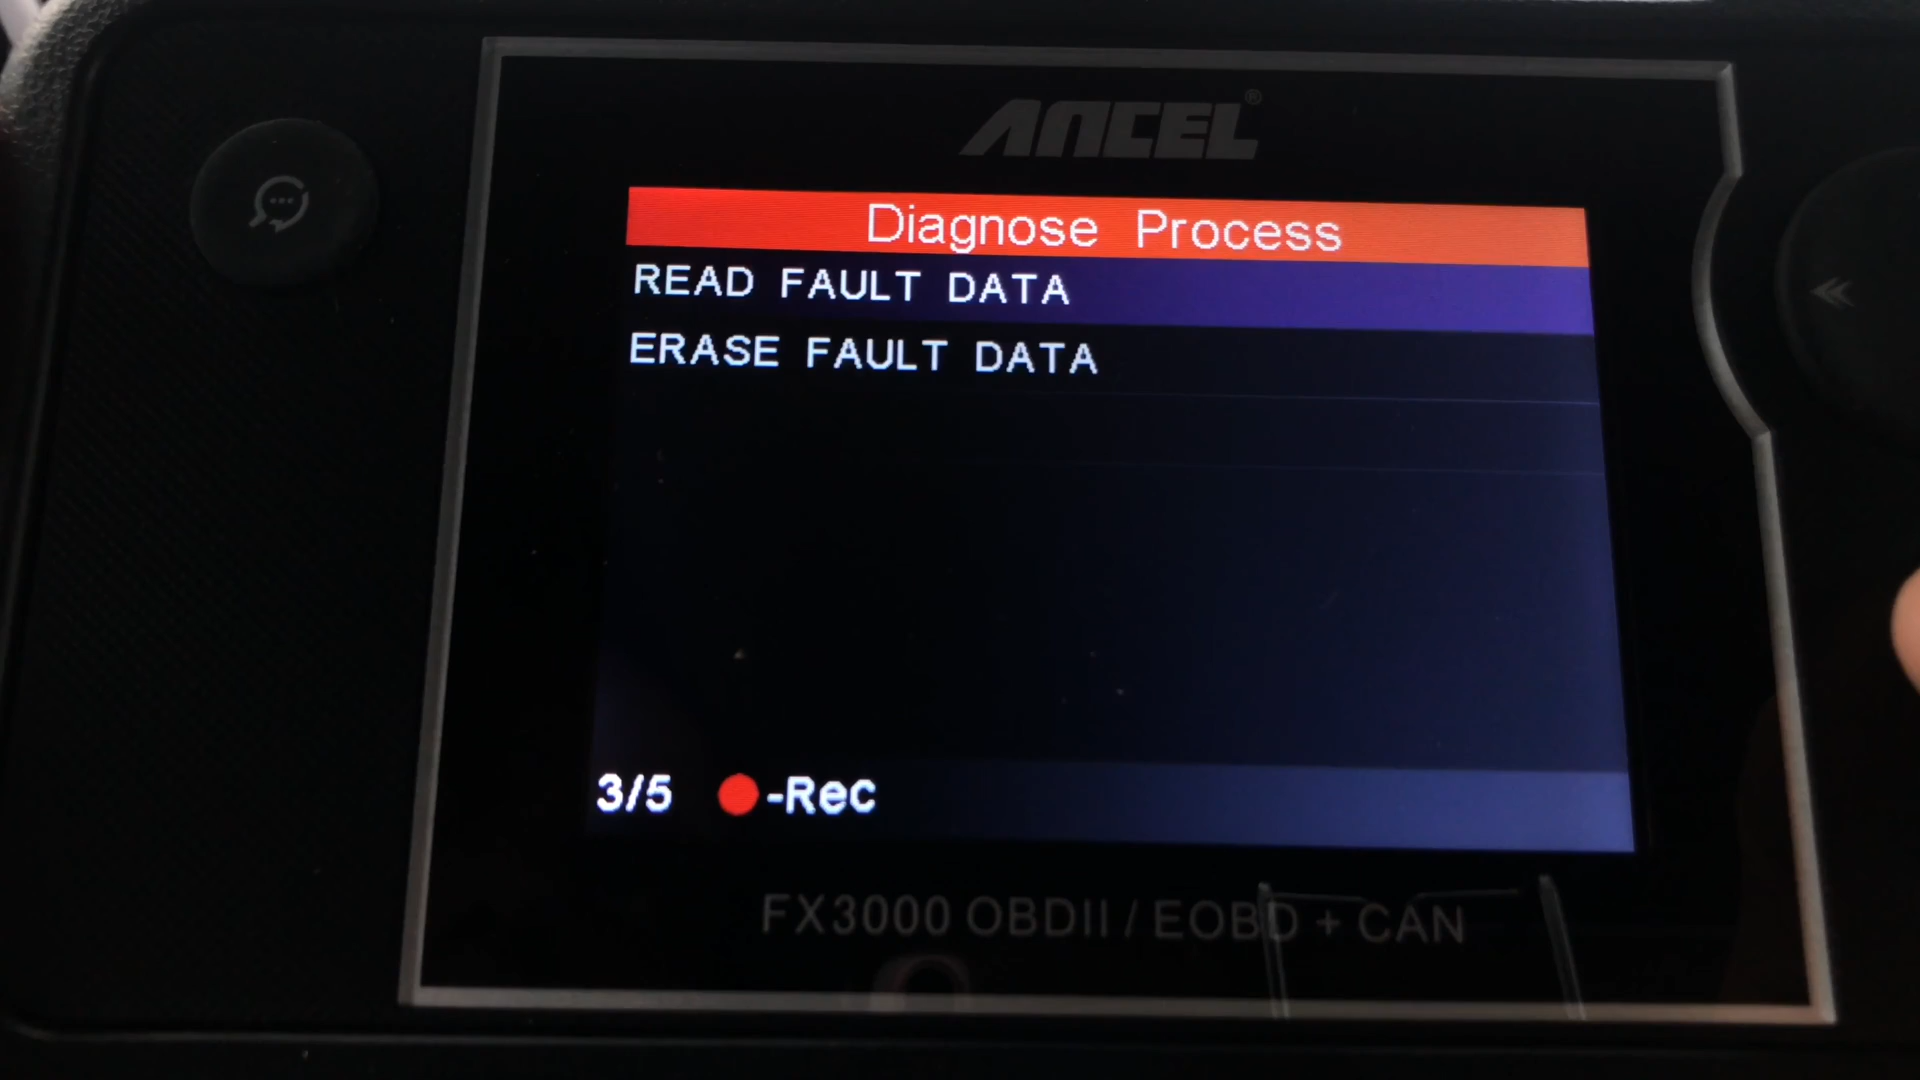 ANCEL®
Diagnose Process
READ FAULT DATA
ERASE FAULT DATA
3/5 -Rec
FX3000 OBDII / EOBD + CAN